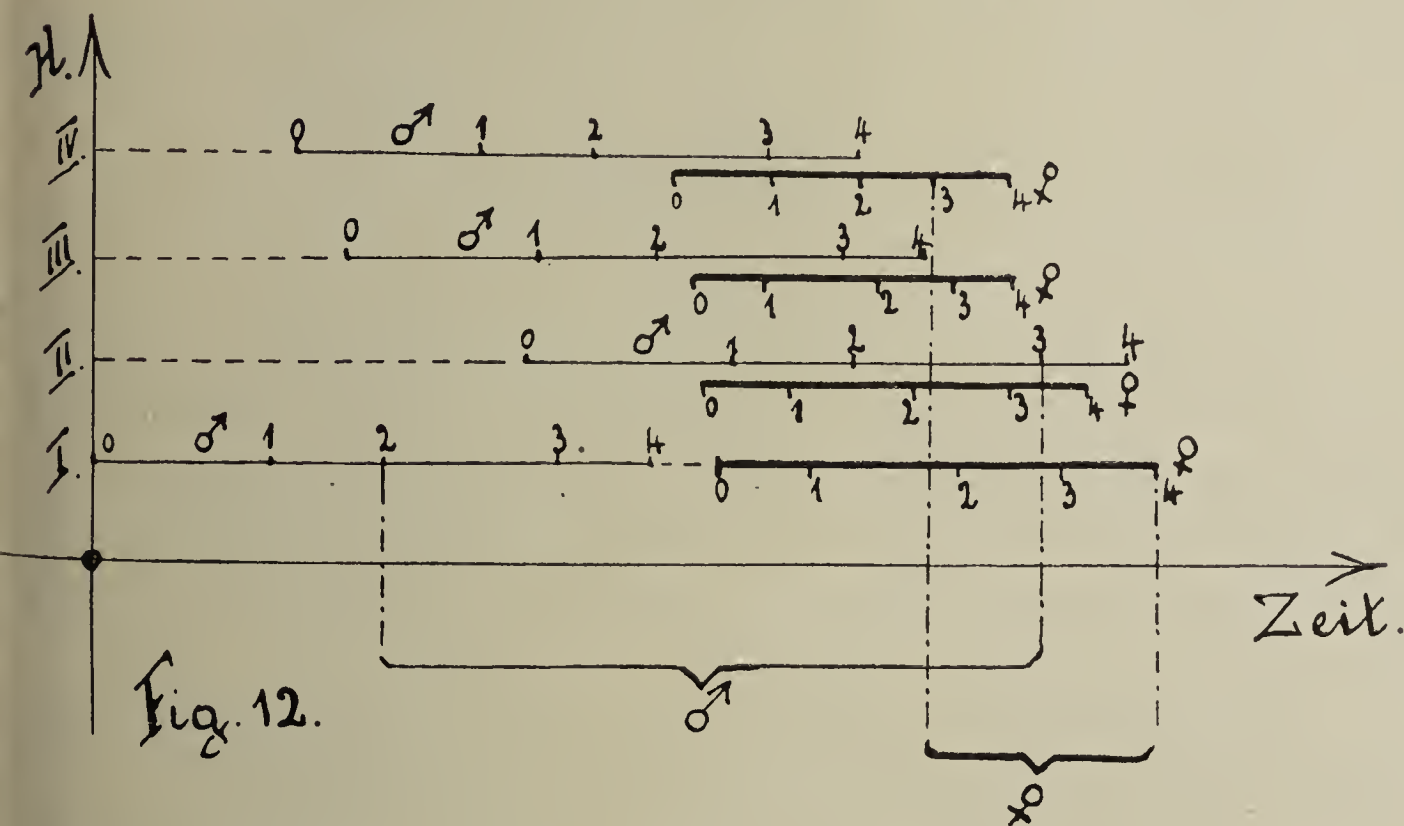 H.
IV. 0 ♂ 1 2 3 4
0 1 2 3 4 ♀
III. 0 ♂ 1 2 3 4
0 1 2 3 4 ♀
II. 0 ♂ 1 2 3 4
0 1 2 3 4 ♀
I. 0 ♂ 1 2 3 4
0 1 2 3 4 ♀
Zeit.
Fig. 12.
♂
♀